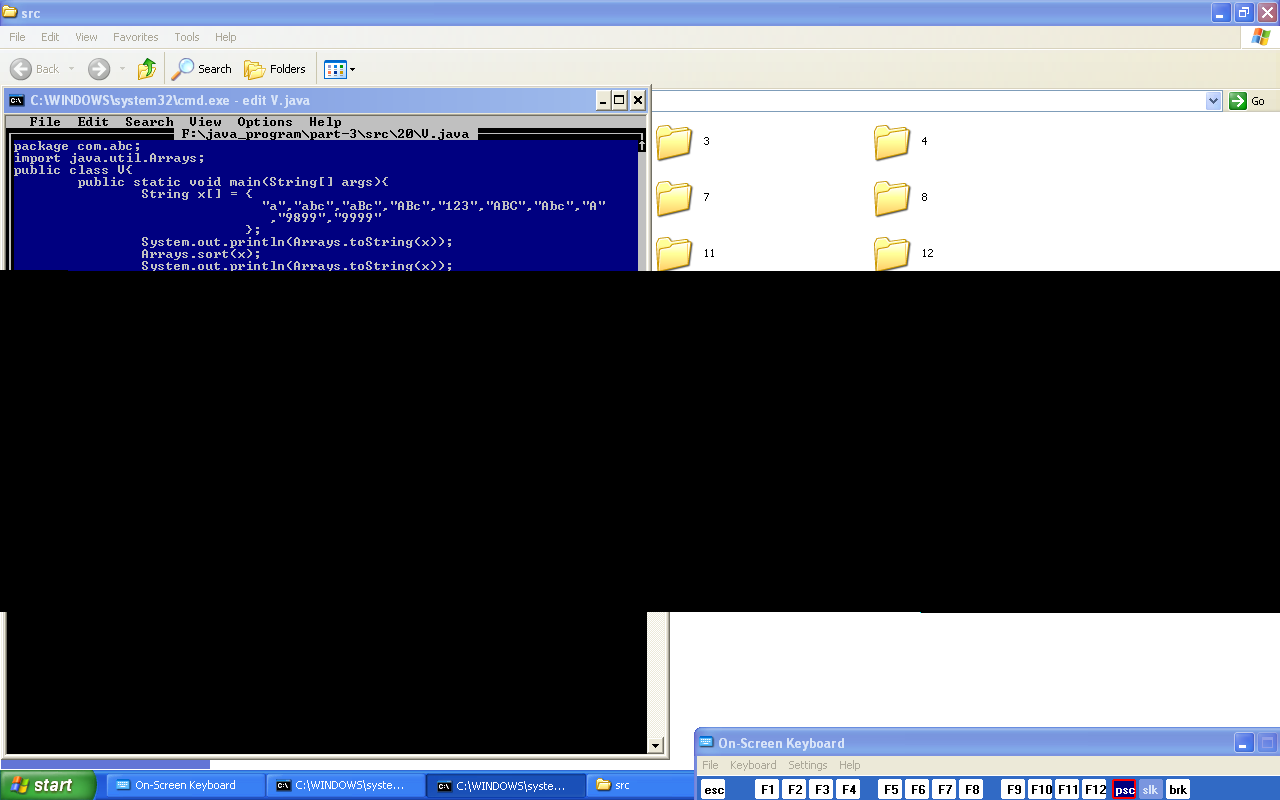 src
File Edit View Favorites Tools Help
Back Search Folders
C:\WINDOWS\system32\cmd.exe - edit V.java
Go
File Edit Search View Options Help
F:\java_program\part-3\src\20\V.java
package com.abc;
import java.util.Arrays;
public class V{
public static void main(String[] args){
String x[] = {
"a","abc","aBc","ABc","123","ABC","Abc","A"
,"9899","9999"
};
System.out.println(Arrays.toString(x));
Arrays.sort(x);
System.out.println(Arrays.toString(x));
3 4
7 8
11 12
On-Screen Keyboard
File Keyboard Settings Help
esc F1 F2 F3 F4 F5 F6 F7 F8 F9 F10 F11 F12 psc slk brk
start On-Screen Keyboard C:\WINDOWS\syste... C:\WINDOWS\syste... src